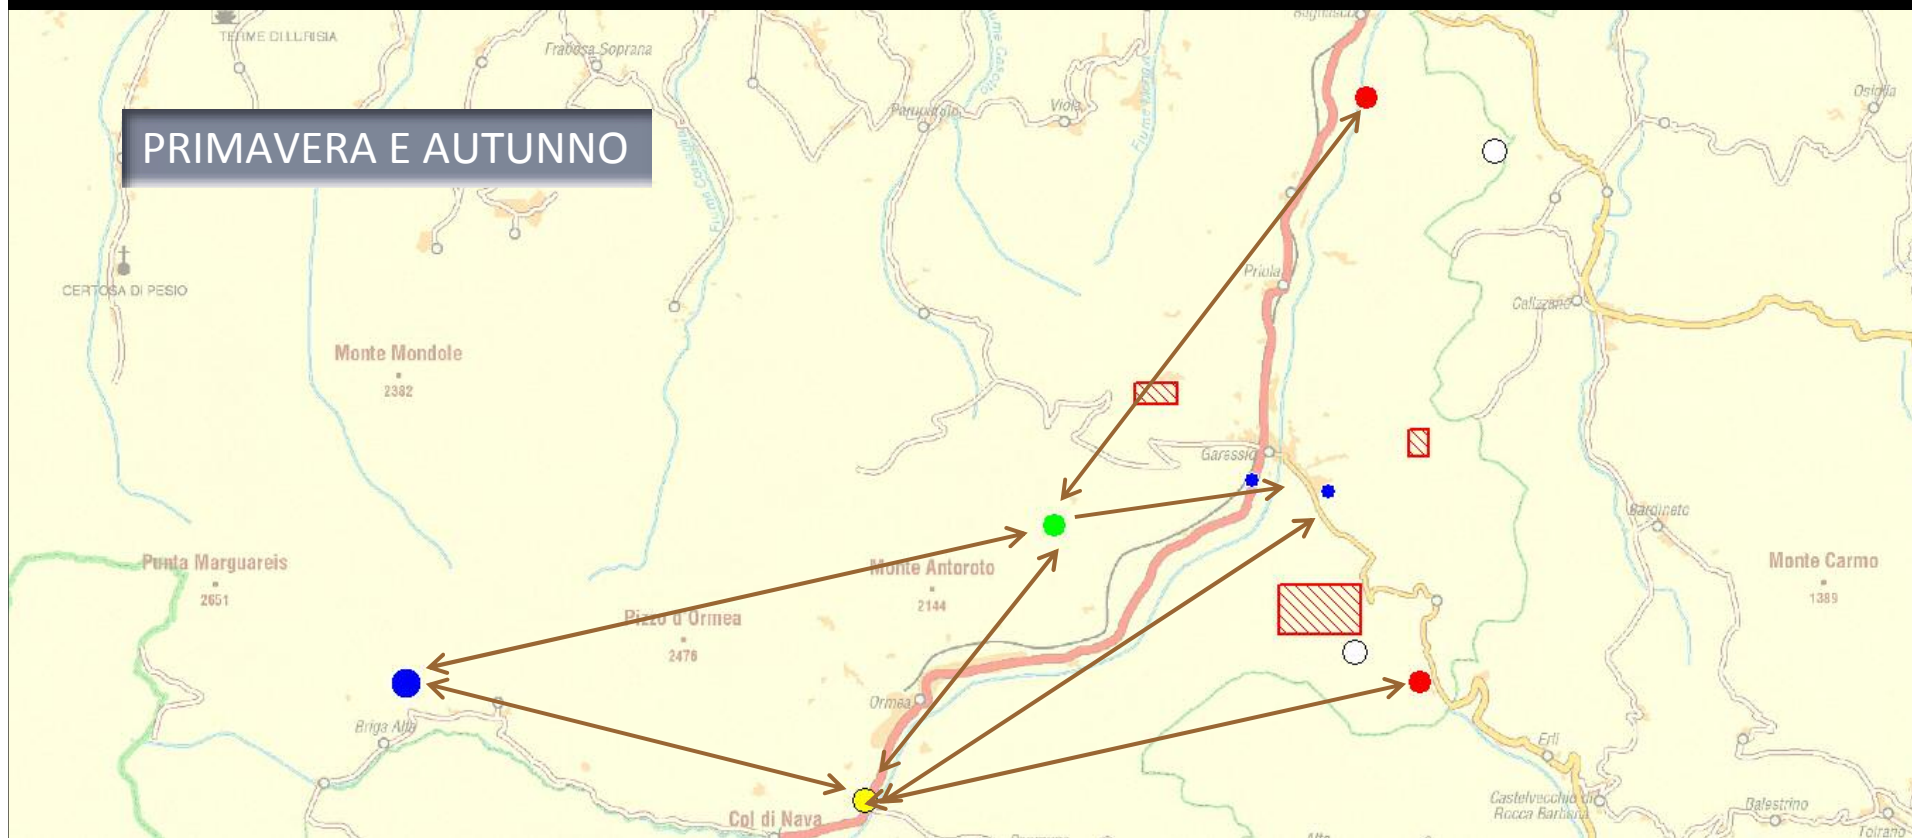 Bagnasco
TERME DI LURISIA
Frabosa Soprana
Osiglia
Viola
Pamparato
PRIMAVERA E AUTUNNO
Priola
CERTOSA DI PESIO
Calizzano
Monte Mondole
2382
Garessio
Bardineto
Punta Marguareis
2651
Monte Antoroto
2144
Monte Carmo
1389
Pizzo d'Ormea
2476
Ormea
Briga Alta
Erli
Castelvecchio di
Rocca Barbena
Balestrino
Col di Nava
Toirano
Alto